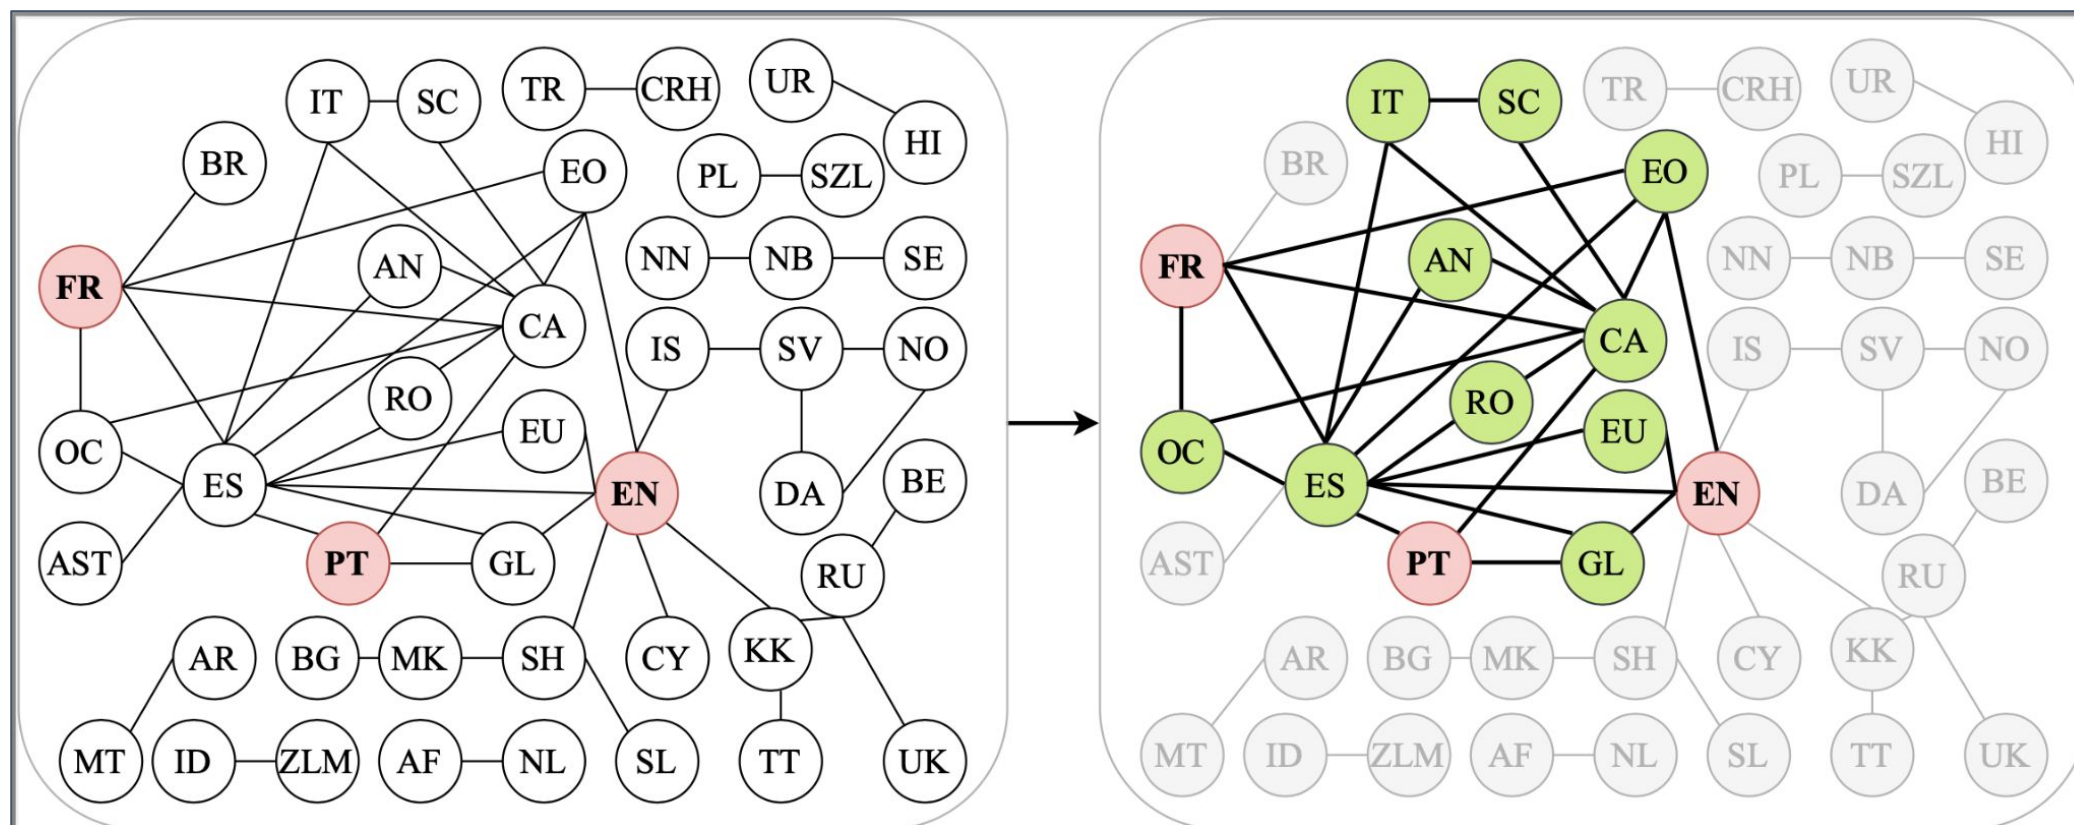 IT
SC
TR
CRH
UR
HI
BR
EO
PL
SZL
FR
AN
NN
NB
SE
CA
IS
SV
NO
RO
EU
OC
ES
EN
DA
BE
AST
PT
GL
RU
AR
BG
MK
SH
CY
KK
MT
ID
ZLM
AF
NL
SL
TT
UK
IT
SC
TR
CRH
UR
HI
BR
EO
PL
SZL
FR
AN
NN
NB
SE
CA
IS
SV
NO
RO
EU
OC
ES
EN
DA
BE
AST
PT
GL
RU
AR
BG
MK
SH
CY
KK
MT
ID
ZLM
AF
NL
SL
TT
UK